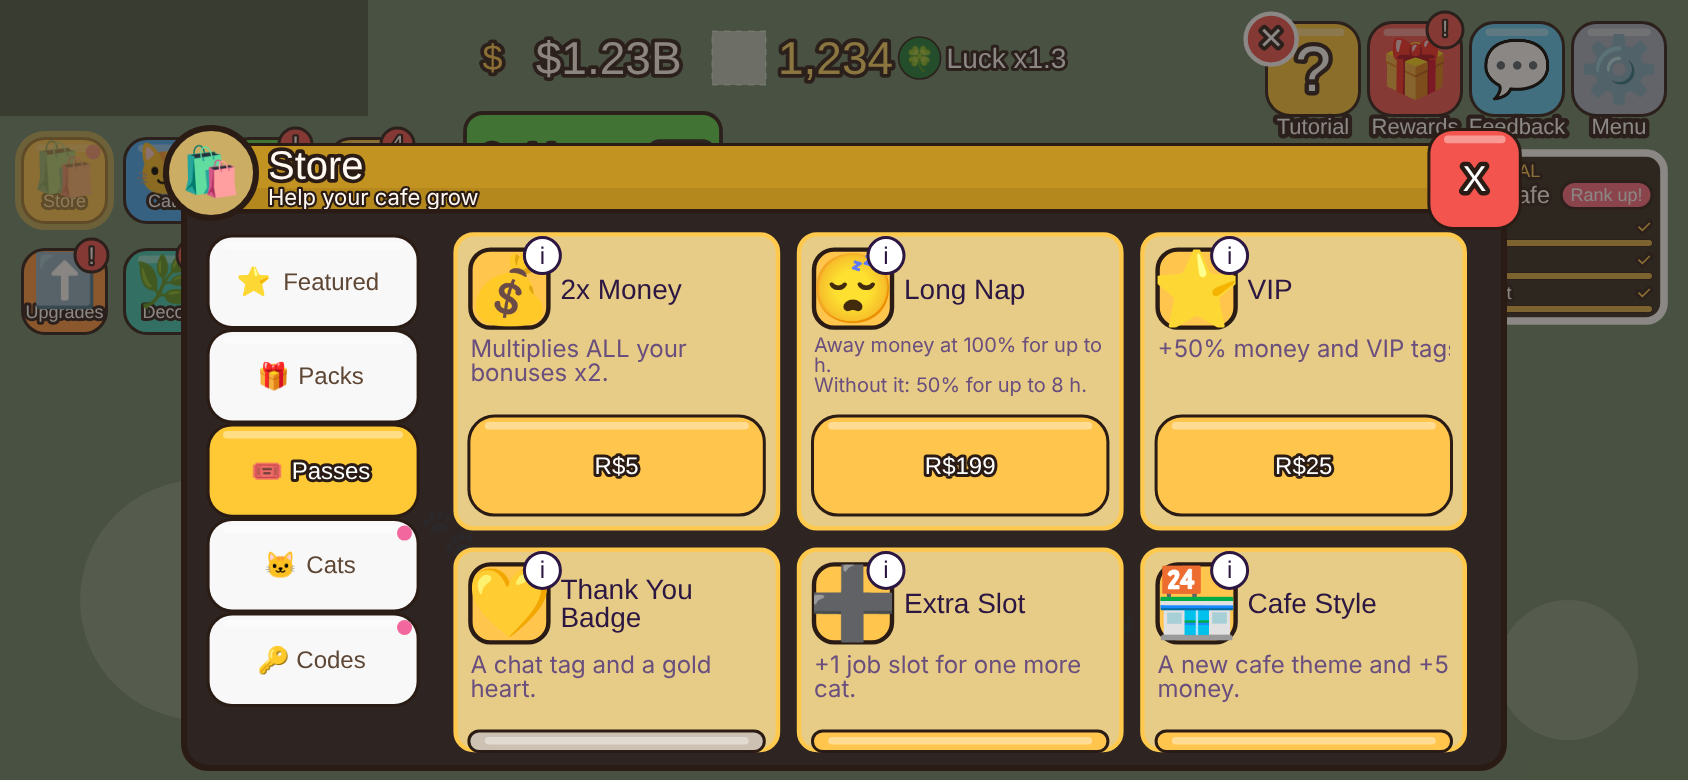 $ $1.23B 1,234 Luck x1.3
X ? !
Tutorial Rewards Feedback Menu
Store
Help your cafe grow
X
Store
! 4
Rank up!
!
Upgrades
⭐ Featured
🎁 Packs
🎟️ Passes
🐱 Cats
🔑 Codes
i
2x Money
Multiplies ALL your
bonuses x2.
R$5
i
Long Nap
Away money at 100% for up to
h.
Without it: 50% for up to 8 h.
R$199
i
VIP
+50% money and VIP tag
R$25
i
Thank You
Badge
A chat tag and a gold
heart.
i
Extra Slot
+1 job slot for one more
cat.
24
i
Cafe Style
A new cafe theme and +5
money.